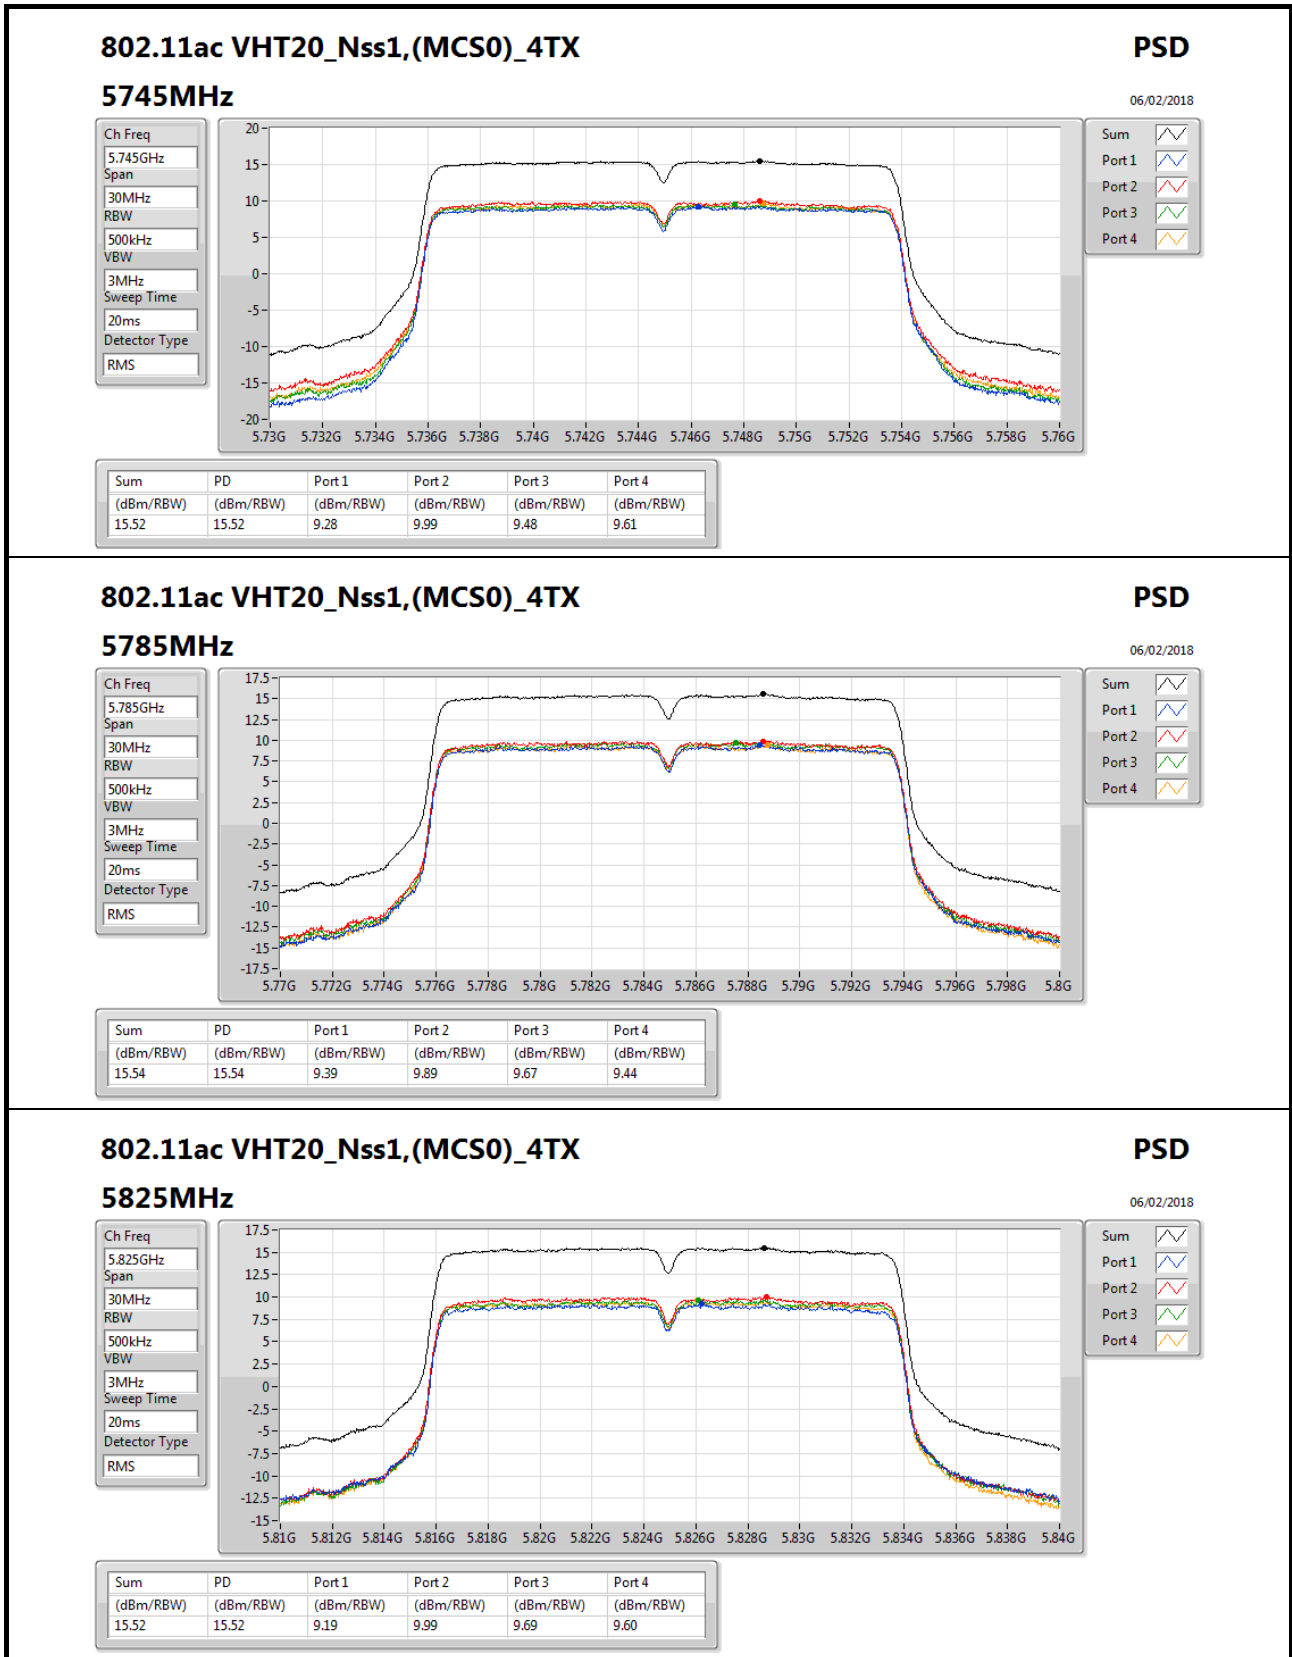 802.11ac VHT20_Nss1,(MCS0)_4TX PSD
5745MHz
06/02/2018
Ch Freq
5.745GHz
Span
30MHz
RBW
500kHz
VBW
3MHz
Sweep Time
20ms
Detector Type
RMS
20
15
10
5
0
-5
-10
-15
-20
5.73G 5.732G 5.734G 5.736G 5.738G 5.74G 5.742G 5.744G 5.746G 5.748G 5.75G 5.752G 5.754G 5.756G 5.758G 5.76G
Sum
Port 1
Port 2
Port 3
Port 4
Sum PD Port 1 Port 2 Port 3 Port 4
(dBm/RBW) (dBm/RBW) (dBm/RBW) (dBm/RBW) (dBm/RBW) (dBm/RBW)
15.52 15.52 9.28 9.99 9.48 9.61
802.11ac VHT20_Nss1,(MCS0)_4TX PSD
5785MHz
06/02/2018
Ch Freq
5.785GHz
Span
30MHz
RBW
500kHz
VBW
3MHz
Sweep Time
20ms
Detector Type
RMS
17.5
15
12.5
10
7.5
5
2.5
0
-2.5
-5
-7.5
-10
-12.5
-15
-17.5
5.77G 5.772G 5.774G 5.776G 5.778G 5.78G 5.782G 5.784G 5.786G 5.788G 5.79G 5.792G 5.794G 5.796G 5.798G 5.8G
Sum
Port 1
Port 2
Port 3
Port 4
Sum PD Port 1 Port 2 Port 3 Port 4
(dBm/RBW) (dBm/RBW) (dBm/RBW) (dBm/RBW) (dBm/RBW) (dBm/RBW)
15.54 15.54 9.39 9.89 9.67 9.44
802.11ac VHT20_Nss1,(MCS0)_4TX PSD
5825MHz
06/02/2018
Ch Freq
5.825GHz
Span
30MHz
RBW
500kHz
VBW
3MHz
Sweep Time
20ms
Detector Type
RMS
17.5
15
12.5
10
7.5
5
2.5
0
-2.5
-5
-7.5
-10
-12.5
-15
5.81G 5.812G 5.814G 5.816G 5.818G 5.82G 5.822G 5.824G 5.826G 5.828G 5.83G 5.832G 5.834G 5.836G 5.838G 5.84G
Sum
Port 1
Port 2
Port 3
Port 4
Sum PD Port 1 Port 2 Port 3 Port 4
(dBm/RBW) (dBm/RBW) (dBm/RBW) (dBm/RBW) (dBm/RBW) (dBm/RBW)
15.52 15.52 9.19 9.99 9.69 9.60